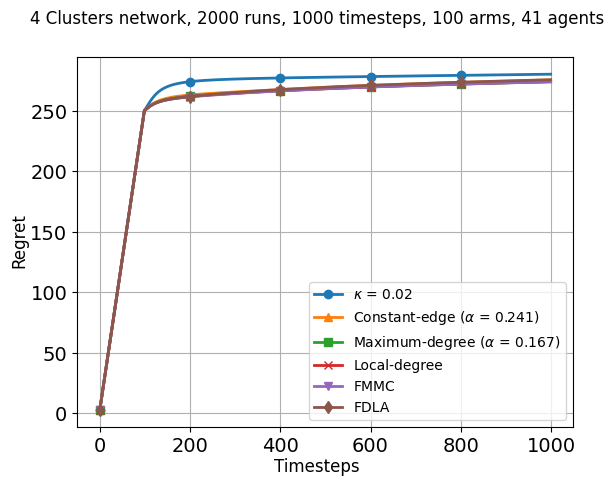 4 Clusters network, 2000 runs, 1000 timesteps, 100 arms, 41 agents
250
200
150
100
50
0
Regret
κ = 0.02
Constant-edge (α = 0.241)
Maximum-degree (α = 0.167)
Local-degree
FMMC
FDLA
0 200 400 600 800 1000
Timesteps